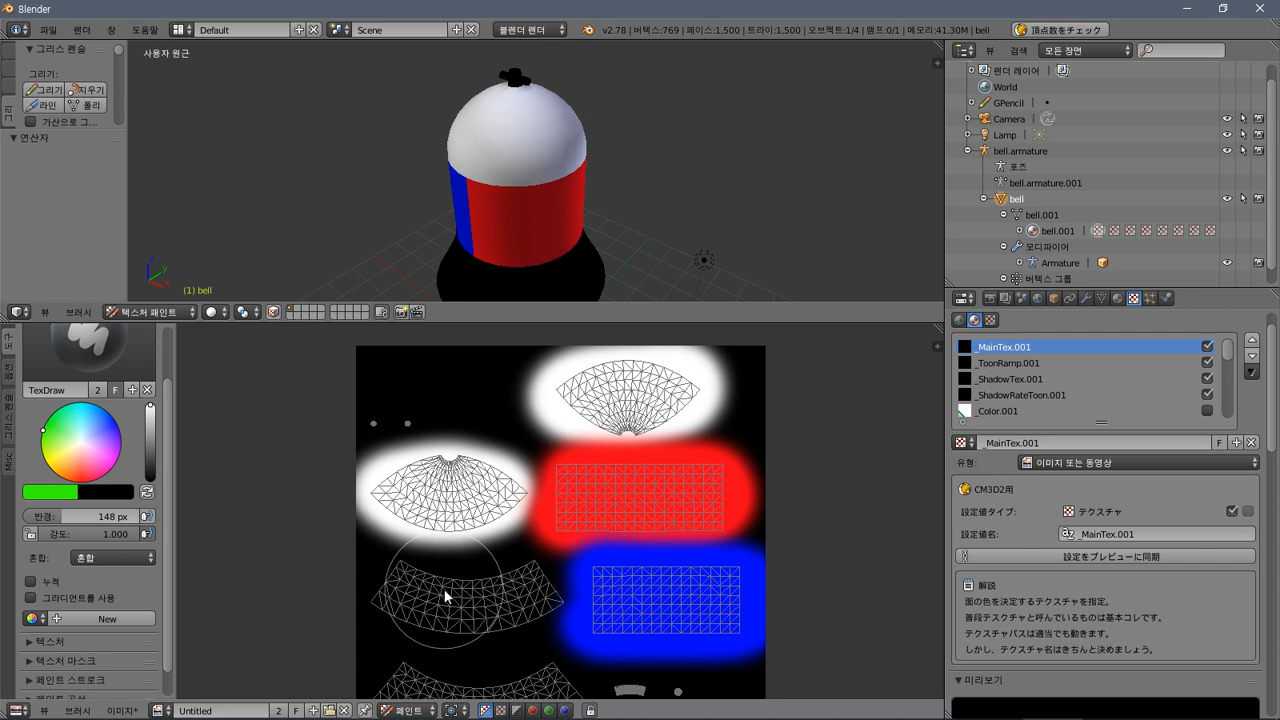 Blender
파일
렌더
창
도움말
Default
Scene
블렌더 렌더
v2.78 | 버텍스:769 | 페이스:1,500 | 트라이:1,500 | 오브젝트:1/4 | 램프:0/1 | 메모리:41.30M | bell
頂点数をチェック
그리스 펜슬
그리기:
그리기
지우기
라인
폴리
가산으로 그...
연산자
사용자 원근
(1) bell
뷰
브러시
텍스처 페인트
뷰
검색
모든 장면
렌더 레이어
World
GPencil
Camera
Lamp
bell.armature
포즈
bell.armature.001
bell
bell.001
bell.001
모디파이어
Armature
버텍스 그룹
도구
그리스 펜슬
Misc
TexDraw
2
F
반경:
148 px
강도:
1.000
혼합:
혼합
누적
그라디언트를 사용
New
텍스처
텍스처 마스크
페인트 스트로크
_MainTex.001
_ToonRamp.001
_ShadowTex.001
_ShadowRateToon.001
_Color.001
_MainTex.001
F
유형:
이미지 또는 동영상
CM3D2用
設定値タイプ:
テクスチャ
設定値名:
_MainTex.001
設定をプレビューに同期
解説
面の色を決定するテクスチャを指定。
普段テスクチャと呼んでいるものは基本コレです。
テクスチャパスは適当でも動きます。
しかし、テクスチャ名はきちんと決めましょう。
미리보기
뷰
브러시
이미지*
Untitled
2
F
페인트